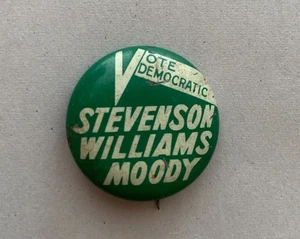 VOTE
DEMOCRATIC
STEVENSON
WILLIAMS
MOODY